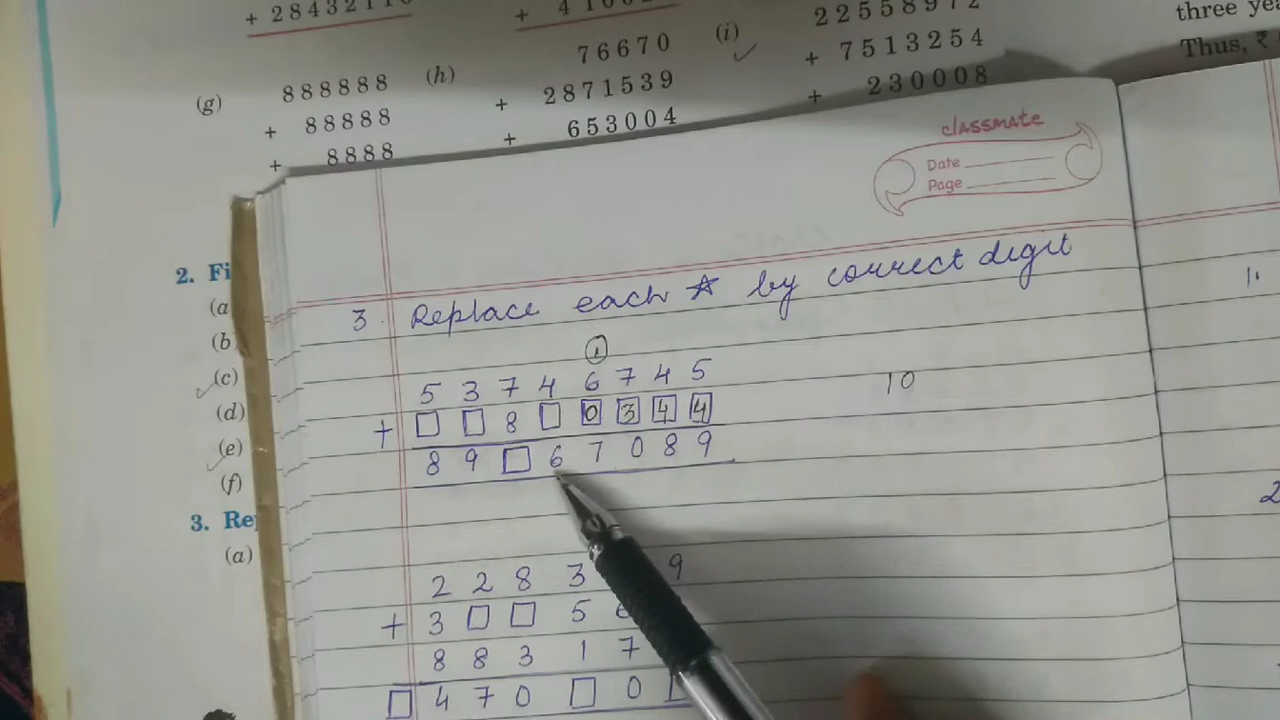 + 2843211
+
(i) 22558972
+ 7513254
+ 230008
three
Thus, ₹
(g) 888888
+ 88888
+ 8888
(h) 76670
+ 2871539
+ 653004
classmate
Date
Page
2. Fi
(a
(b)
(c)
(d)
(e)
(f)
3. Re
(a)
3. Replace each ☆ by correct digit
1
5 3 7 4 6 7 4 5
+ □ □ 8 □ 0 3 4 4
8 9 □ 6 7 0 8 9
10
2 2 8 3 9
+ 3 □ □ 5
8 8 3 1 7
□ 4 7 0 □ 0
1.
2